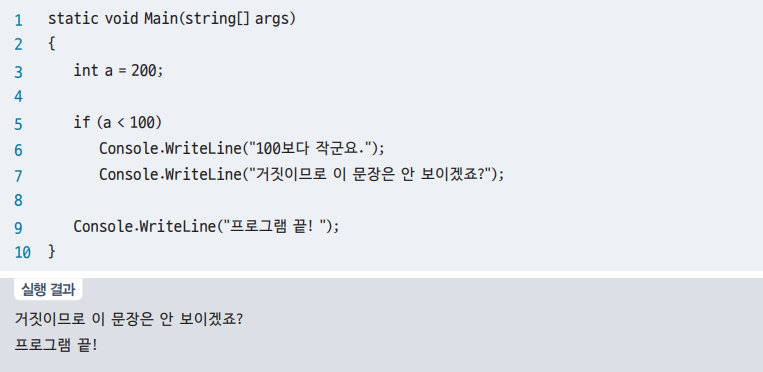 1 static void Main(string[] args)
2 {
3 int a = 200;
4
5 if (a < 100)
6 Console.WriteLine("100보다 작군요.");
7 Console.WriteLine("거짓이므로 이 문장은 안 보이겠죠?");
8
9 Console.WriteLine("프로그램 끝! ");
10 }
실행 결과
거짓이므로 이 문장은 안 보이겠죠?
프로그램 끝!